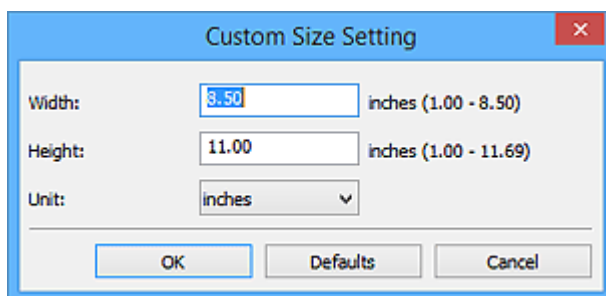 Custom Size Setting
Width: 8.50 inches (1.00 - 8.50)
Height: 11.00 inches (1.00 - 11.69)
Unit: inches
OK Defaults Cancel